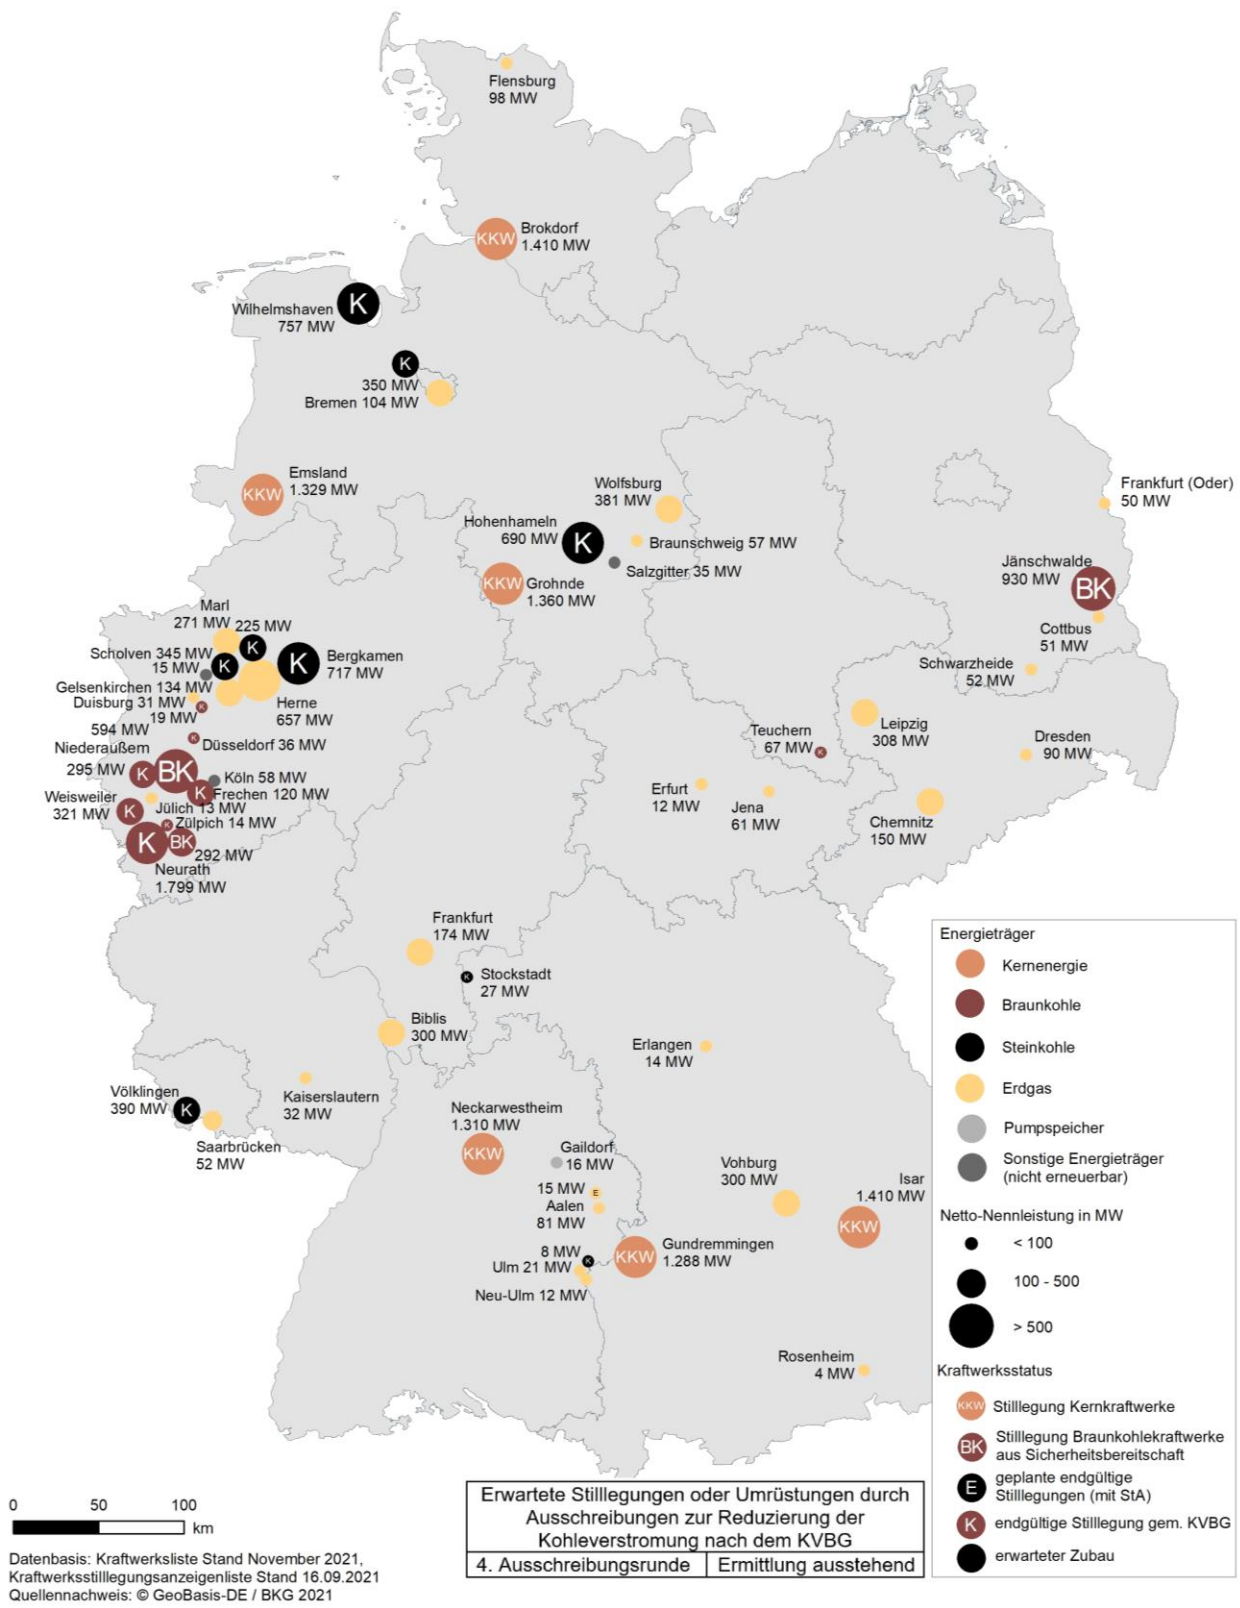 Flensburg
98 MW
KKW
Brokdorf
1.410 MW
K
Wilhelmshaven
757 MW
K
350 MW
Bremen 104 MW
KKW
Emsland
1.329 MW
Wolfsburg
381 MW
Hohenhameln
690 MW
K
Braunschweig 57 MW
Salzgitter 35 MW
KKW
Grohnde
1.360 MW
Frankfurt (Oder)
50 MW
Jänschwalde
930 MW
BK
Cottbus
51 MW
Schwarzheide
52 MW
Marl
271 MW
225 MW
K
Scholven 345 MW
K
15 MW
K
Bergkamen
717 MW
Gelsenkirchen 134 MW
Duisburg 31 MW
19 MW
K
Herne
657 MW
594 MW
Niederaußem
K
Düsseldorf 36 MW
295 MW
K
BK
Köln 58 MW
K
Frechen 120 MW
Weisweiler
321 MW
K
Jülich 13 MW
K
Zülpich 14 MW
K
BK
292 MW
Neurath
1.799 MW
Teuchern
67 MW
K
Leipzig
308 MW
Dresden
90 MW
Erfurt
12 MW
Jena
61 MW
Chemnitz
150 MW
Frankfurt
174 MW
K
Stockstadt
27 MW
Biblis
300 MW
Erlangen
14 MW
Völklingen
390 MW
K
Kaiserslautern
32 MW
Saarbrücken
52 MW
Neckarwestheim
1.310 MW
KKW
Gaildorf
16 MW
15 MW
E
Aalen
81 MW
Vohburg
300 MW
Isar
1.410 MW
KKW
8 MW
K
Ulm 21 MW
Neu-Ulm 12 MW
KKW
Gundremmingen
1.288 MW
Rosenheim
4 MW
Energieträger
Kernenergie
Braunkohle
Steinkohle
Erdgas
Pumpspeicher
Sonstige Energieträger
(nicht erneuerbar)
Netto-Nennleistung in MW
< 100
100 - 500
> 500
Kraftwerksstatus
KKW Stilllegung Kernkraftwerke
BK Stilllegung Braunkohlekraftwerke
aus Sicherheitsbereitschaft
E geplante endgültige
Stilllegungen (mit StA)
K endgültige Stilllegung gem. KVBG
erwarteter Zubau
Erwartete Stilllegungen oder Umrüstungen durch
Ausschreibungen zur Reduzierung der
Kohleverstromung nach dem KVBG
4. Ausschreibungsrunde Ermittlung ausstehend
0 50 100
km
Datenbasis: Kraftwerksliste Stand November 2021,
Kraftwerksstilllegungsanzeigenliste Stand 16.09.2021
Quellennachweis: © GeoBasis-DE / BKG 2021